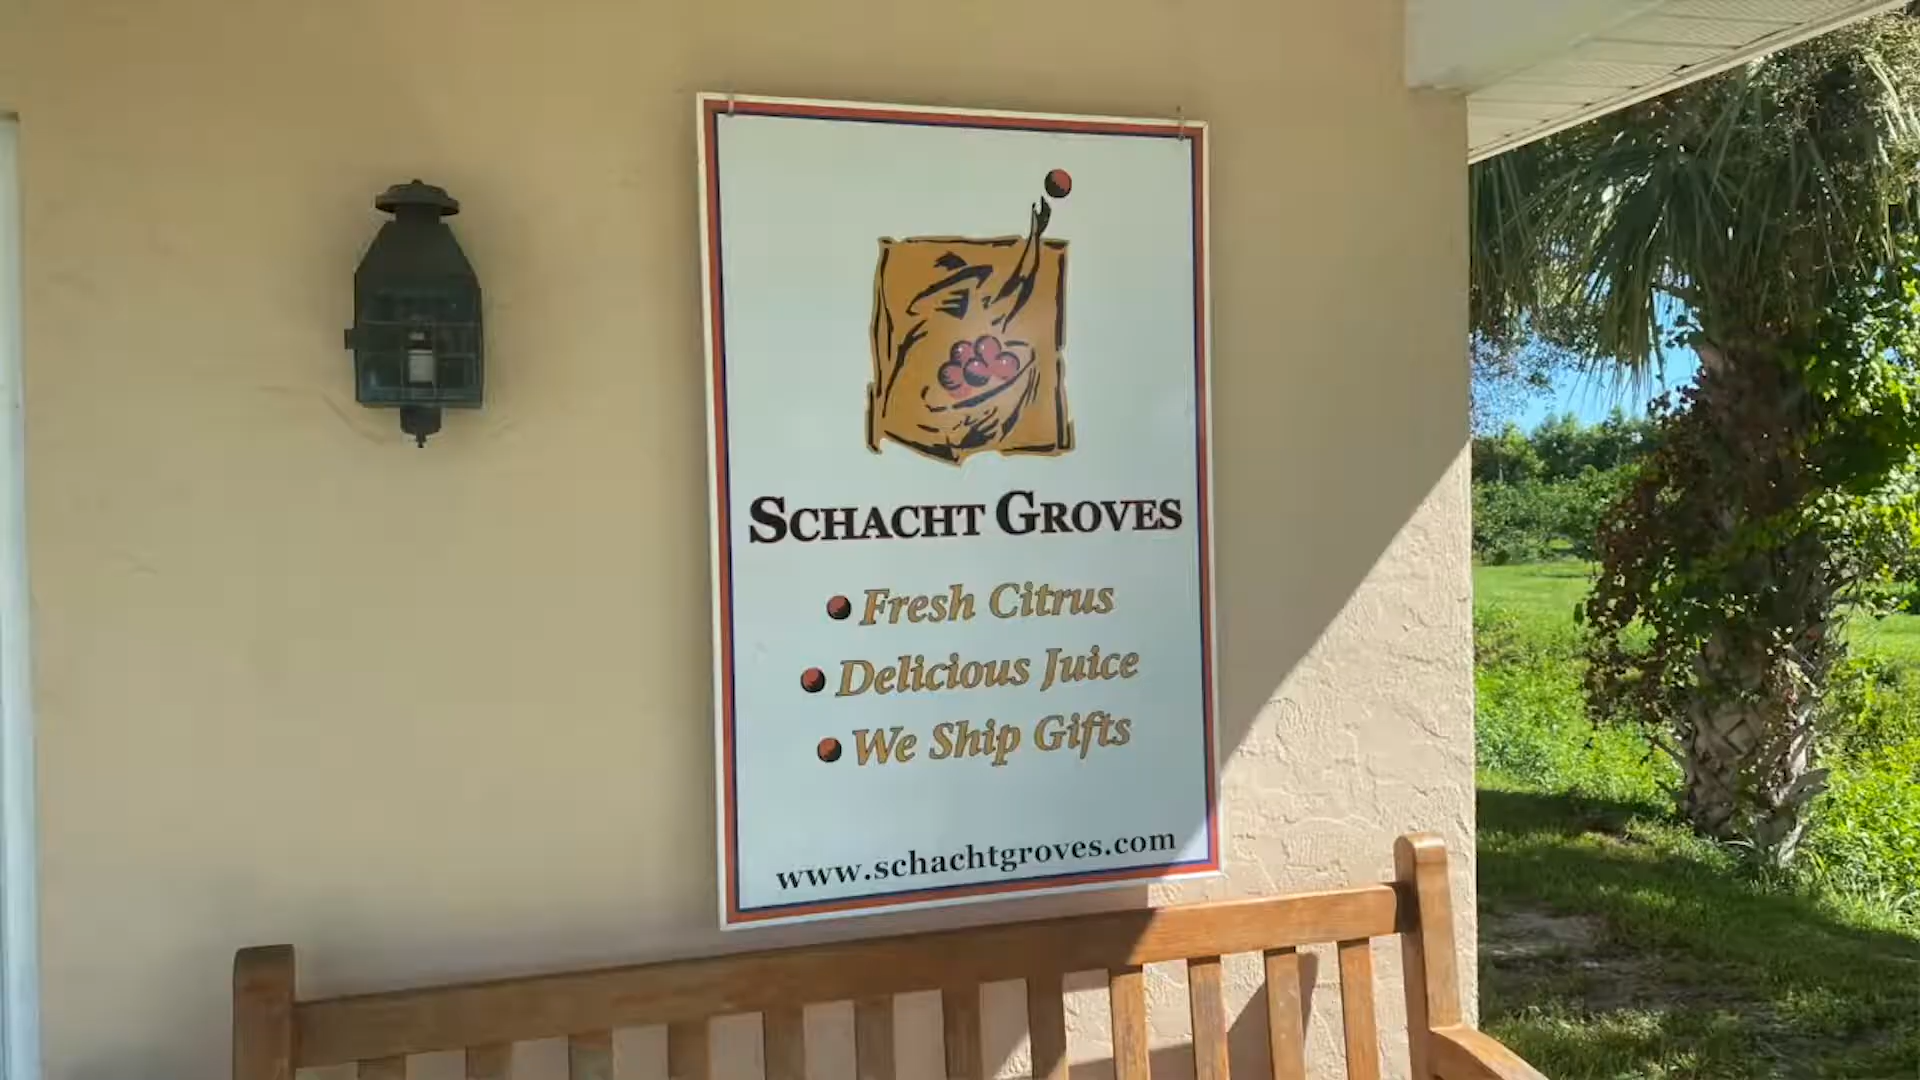 SCHACHT GROVES
Fresh Citrus
Delicious Juice
We Ship Gifts
www.schachtgroves.com